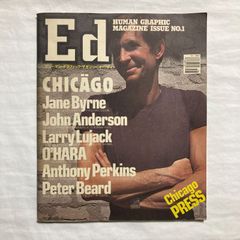 Ed
HUMAN GRAPHIC
MAGAZINE ISSUE NO.1
CHICÄGO
Jane Byrne
John Anderson
Larry Lujack
O'HARA
Anthony Perkins
Peter Beard
Chicago
PRESS